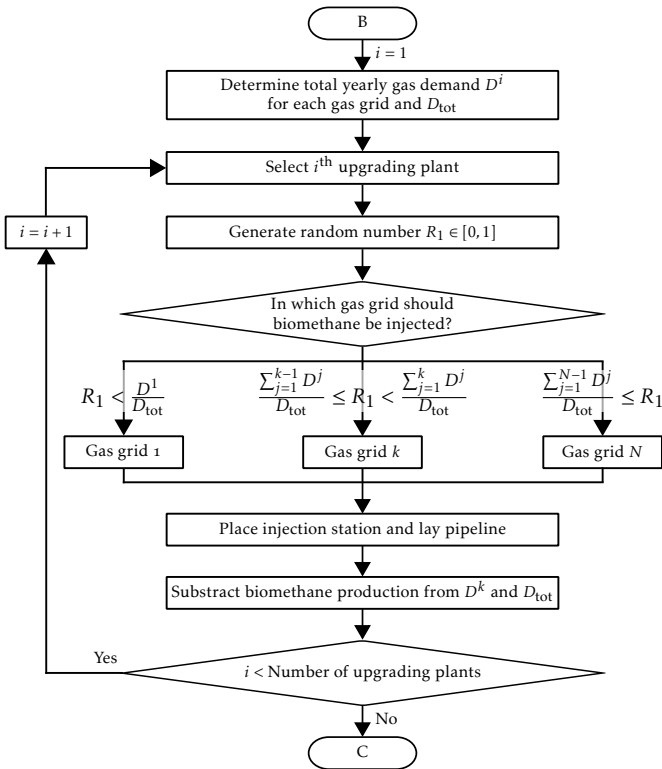 B
i = 1
Determine total yearly gas demand D^i
for each gas grid and D_tot
Select i^th upgrading plant
i = i + 1
Generate random number R_1 ∈ [0, 1]
In which gas grid should
biomethane be injected?
R_1 < D^1 / D_tot
∑_{j=1}^{k−1} D^j / D_tot ≤ R_1 < ∑_{j=1}^{k} D^j / D_tot
∑_{j=1}^{N−1} D^j / D_tot ≤ R_1
Gas grid 1
Gas grid k
Gas grid N
Place injection station and lay pipeline
Substract biomethane production from D^k and D_tot
Yes
i < Number of upgrading plants
No
C